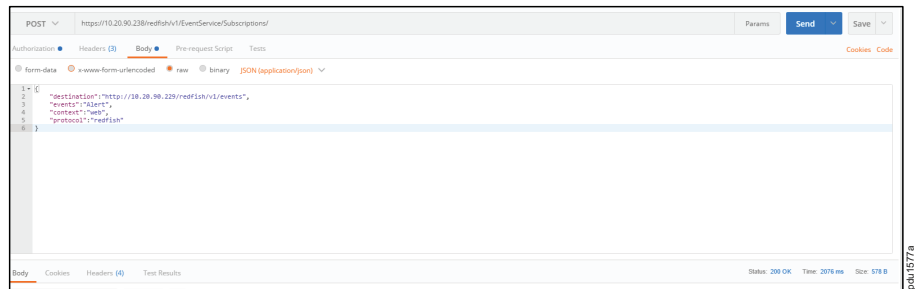 POST https://10.20.90.238/redfish/v1/EventService/Subscriptions/ Params Send Save
Authorization Headers (3) Body Pre-request Script Tests Cookies Code
form-data x-www-form-urlencoded raw binary JSON (application/json)
1 {
2 "destination":"http://10.20.90.229/redfish/v1/events",
3 "events":"Alert",
4 "context":"web",
5 "protocol":"redfish"
6 }
Body Cookies Headers (4) Test Results Status: 200 OK Time: 2076 ms Size: 578 B
pdu1577a